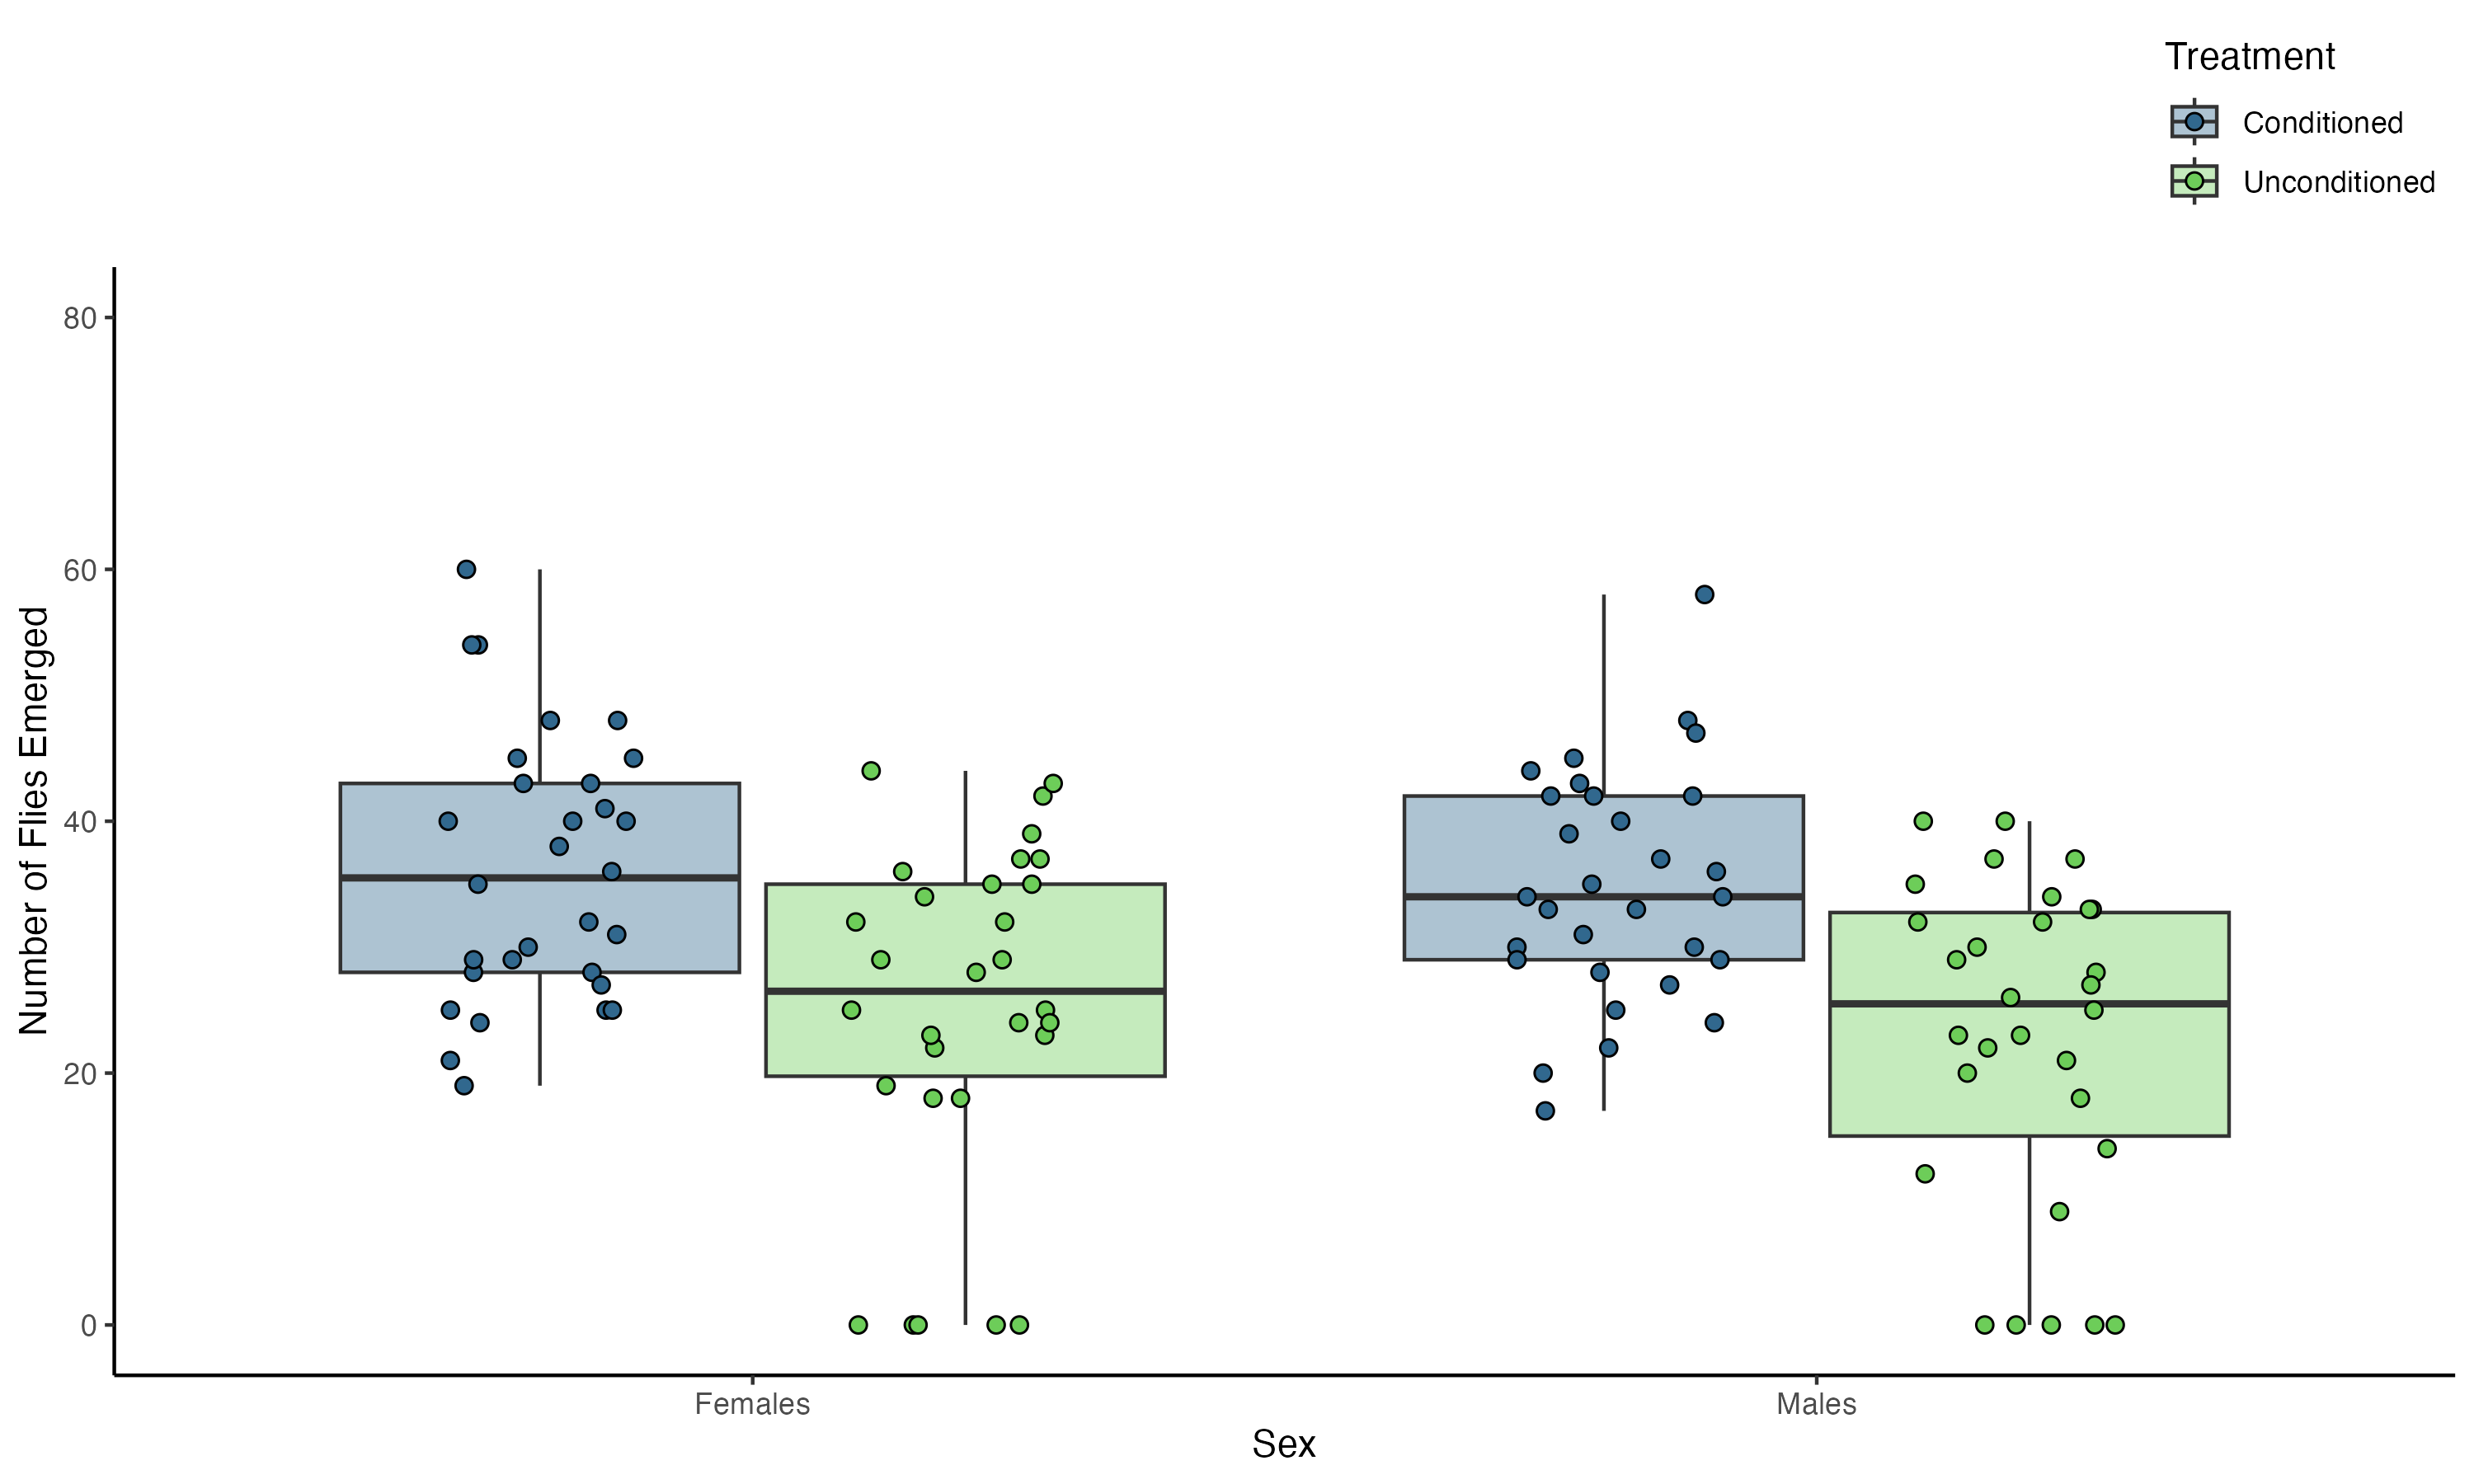 Treatment
Conditioned
Unconditioned
Number of Flies Emerged
80
60
40
20
0
Females
Males
Sex